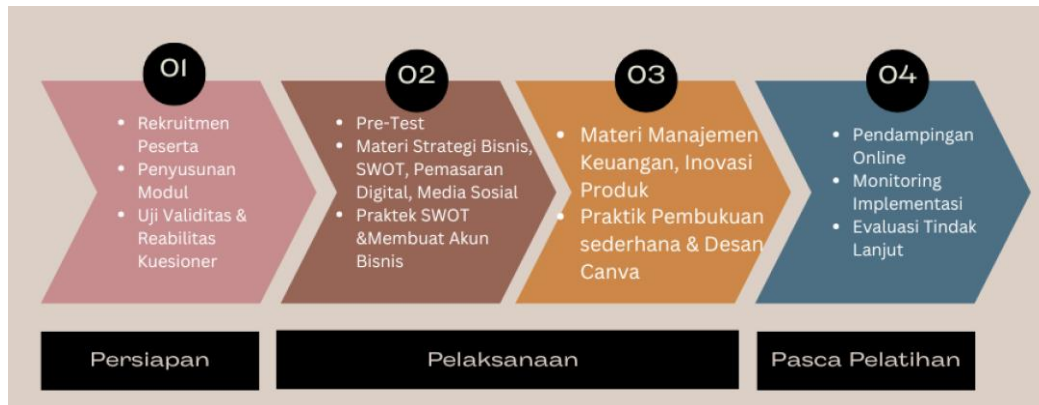 01
• Rekruitmen
Peserta
• Penyusunan
Modul
• Uji Validitas &
Reabilitas
Kuesioner
02
• Pre-Test
• Materi Strategi Bisnis,
SWOT, Pemasaran
Digital, Media Sosial
• Praktek SWOT
&Membuat Akun
Bisnis
03
• Materi Manajemen
Keuangan, Inovasi
Produk
• Praktik Pembukuan
sederhana & Desan
Canva
04
• Pendampingan
Online
• Monitoring
Implementasi
• Evaluasi Tindak
Lanjut
Persiapan
Pelaksanaan
Pasca Pelatihan